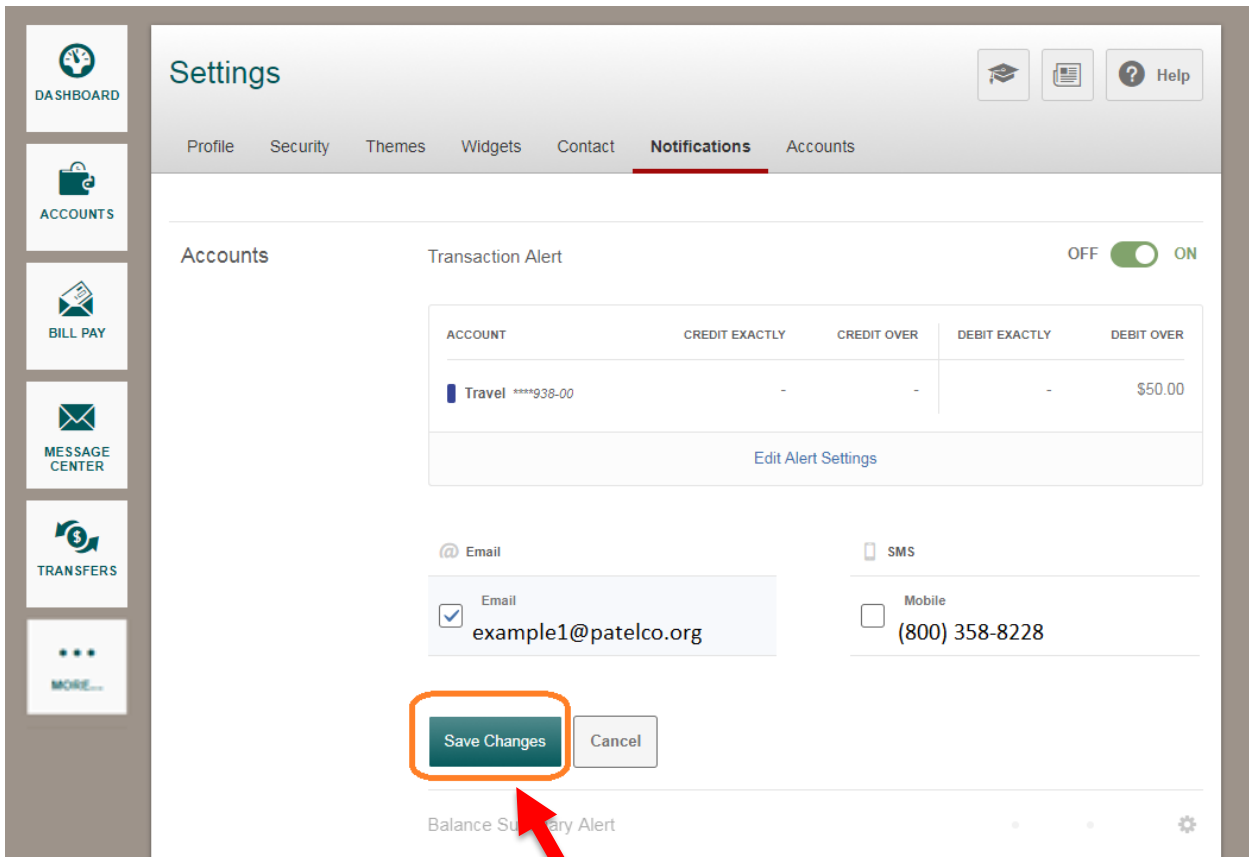 Settings
Help
Profile Security Themes Widgets Contact Notifications Accounts
DASHBOARD
ACCOUNTS
BILL PAY
MESSAGE
CENTER
TRANSFERS
MORE...
Accounts
Transaction Alert
OFF ON
ACCOUNT CREDIT EXACTLY CREDIT OVER DEBIT EXACTLY DEBIT OVER
Travel ****938-00 - - - $50.00
Edit Alert Settings
@ Email
SMS
Email
example1@patelco.org
Mobile
(800) 358-8228
Save Changes Cancel
Balance Alert